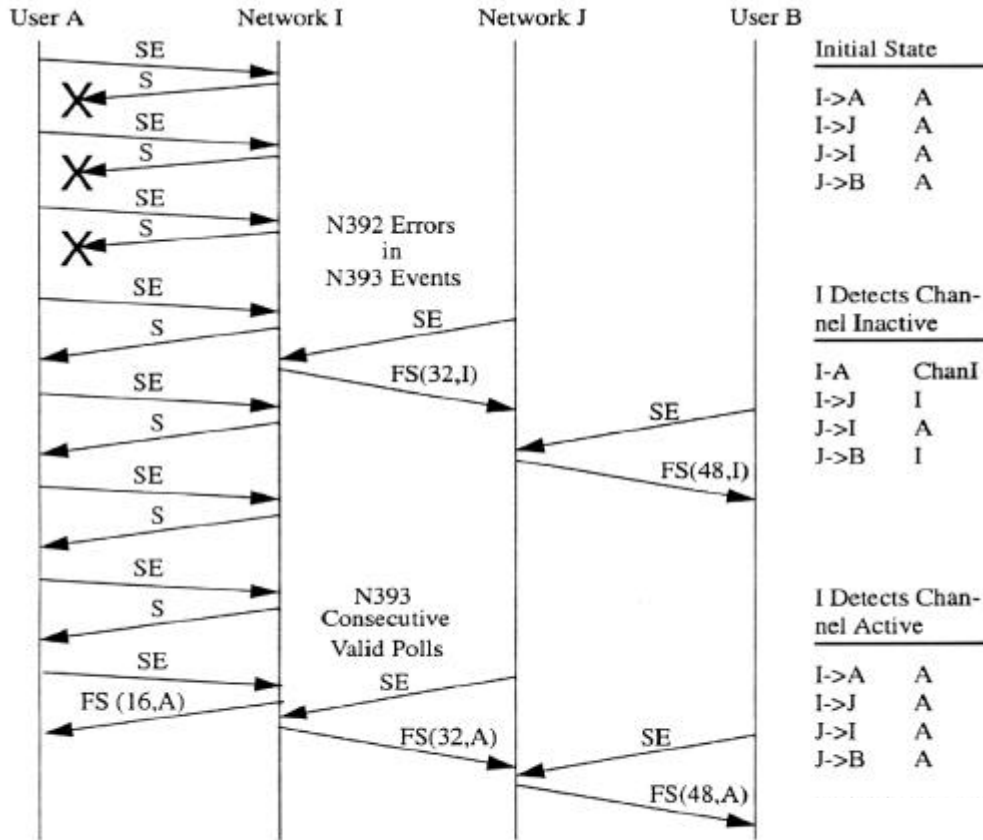 User A Network I Network J User B
SE
S
SE
S
SE
S
SE
S
SE
S
SE
S
SE
S
SE
FS (16,A)
N392 Errors
in
N393 Events
SE
FS(32,I)
SE
FS(48,I)
N393
Consecutive
Valid Polls
SE
FS(32,A)
SE
FS(48,A)
Initial State
I->A A
I->J A
J->I A
J->B A
I Detects Chan-
nel Inactive
I-A ChanI
I->J I
J->I A
J->B I
I Detects Chan-
nel Active
I->A A
I->J A
J->I A
J->B A